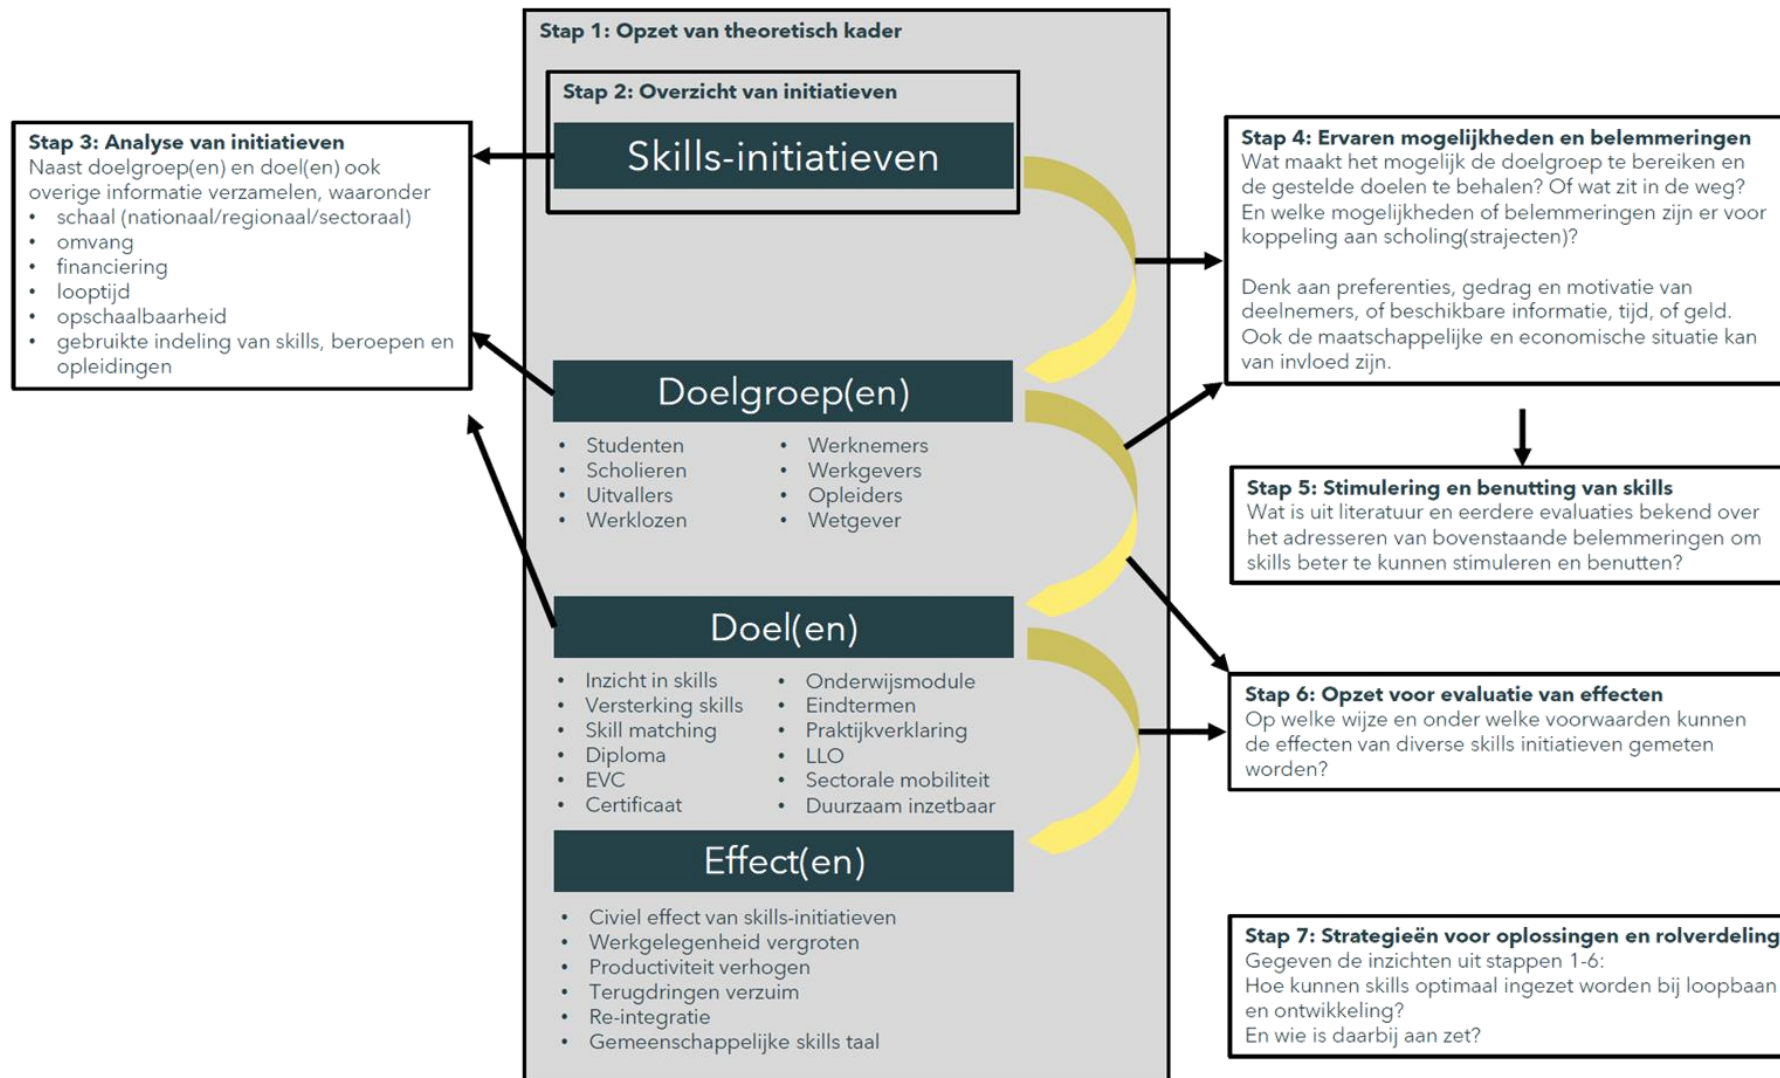 Stap 1: Opzet van theoretisch kader
Stap 2: Overzicht van initiatieven
Skills-initiatieven
Stap 3: Analyse van initiatieven
Naast doelgroep(en) en doel(en) ook
overige informatie verzamelen, waaronder
• schaal (nationaal/regionaal/sectoraal)
• omvang
• financiering
• looptijd
• opschaalbaarheid
• gebruikte indeling van skills, beroepen en
opleidingen
Stap 4: Ervaren mogelijkheden en belemmeringen
Wat maakt het mogelijk de doelgroep te bereiken en
de gestelde doelen te behalen? Of wat zit in de weg?
En welke mogelijkheden of belemmeringen zijn er voor
koppeling aan scholing(strajecten)?
Denk aan preferenties, gedrag en motivatie van
deelnemers, of beschikbare informatie, tijd, of geld.
Ook de maatschappelijke en economische situatie kan
van invloed zijn.
Doelgroep(en)
• Studenten
• Scholieren
• Uitvallers
• Werklozen
• Werknemers
• Werkgevers
• Opleiders
• Wetgever
Stap 5: Stimulering en benutting van skills
Wat is uit literatuur en eerdere evaluaties bekend over
het adresseren van bovenstaande belemmeringen om
skills beter te kunnen stimuleren en benutten?
Doel(en)
• Inzicht in skills
• Versterking skills
• Skill matching
• Diploma
• EVC
• Certificaat
• Onderwijsmodule
• Eindtermen
• Praktijkverklaring
• LLO
• Sectorale mobiliteit
• Duurzaam inzetbaar
Stap 6: Opzet voor evaluatie van effecten
Op welke wijze en onder welke voorwaarden kunnen
de effecten van diverse skills initiatieven gemeten
worden?
Effect(en)
• Civiel effect van skills-initiatieven
• Werkgelegenheid vergroten
• Productiviteit verhogen
• Terugdringen verzuim
• Re-integratie
• Gemeenschappelijke skills taal
Stap 7: Strategieën voor oplossingen en rolverdeling
Gegeven de inzichten uit stappen 1-6:
Hoe kunnen skills optimaal ingezet worden bij loopbaan
en ontwikkeling?
En wie is daarbij aan zet?